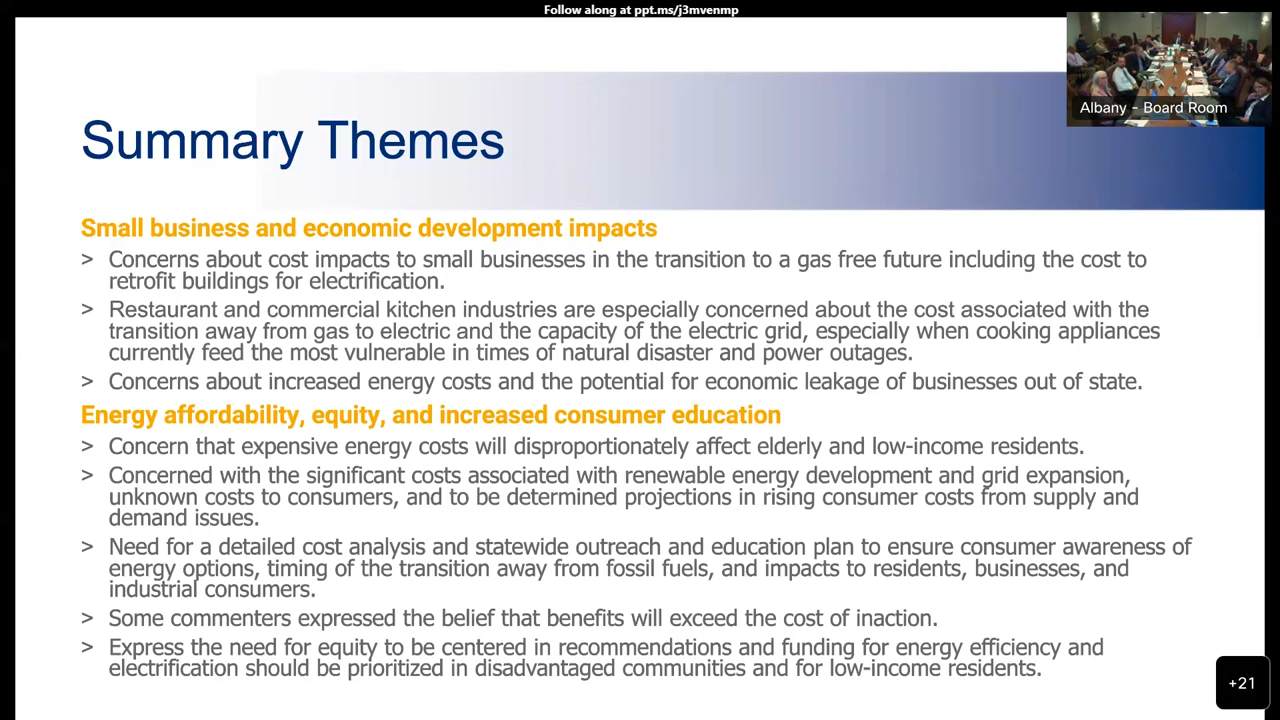 Follow along at ppt.ms/j3mvenmp
Albany - Board Room
Summary Themes
Small business and economic development impacts
> Concerns about cost impacts to small businesses in the transition to a gas free future including the cost to
retrofit buildings for electrification.
> Restaurant and commercial kitchen industries are especially concerned about the cost associated with the
transition away from gas to electric and the capacity of the electric grid, especially when cooking appliances
currently feed the most vulnerable in times of natural disaster and power outages.
> Concerns about increased energy costs and the potential for economic leakage of businesses out of state.
Energy affordability, equity, and increased consumer education
> Concern that expensive energy costs will disproportionately affect elderly and low-income residents.
> Concerned with the significant costs associated with renewable energy development and grid expansion,
unknown costs to consumers, and to be determined projections in rising consumer costs from supply and
demand issues.
> Need for a detailed cost analysis and statewide outreach and education plan to ensure consumer awareness of
energy options, timing of the transition away from fossil fuels, and impacts to residents, businesses, and
industrial consumers.
> Some commenters expressed the belief that benefits will exceed the cost of inaction.
> Express the need for equity to be centered in recommendations and funding for energy efficiency and
electrification should be prioritized in disadvantaged communities and for low-income residents.
+21